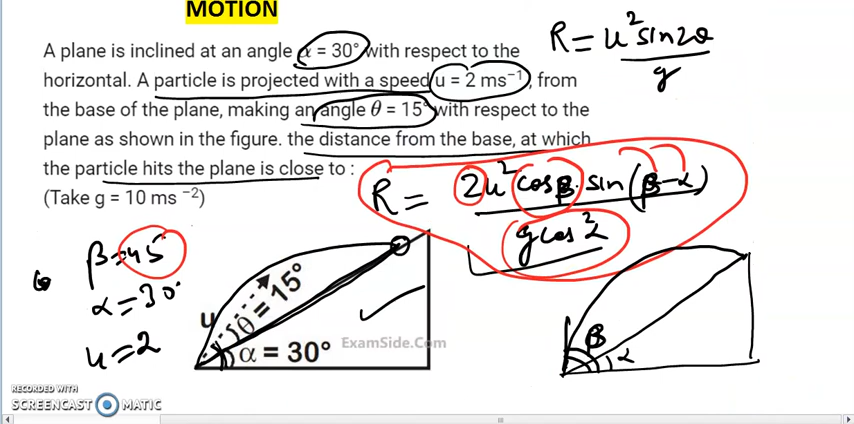 MOTION
A plane is inclined at an angle α = 30° with respect to the
horizontal. A particle is projected with a speed u = 2 ms⁻¹, from
the base of the plane, making an angle θ = 15° with respect to the
plane as shown in the figure. the distance from the base, at which
the particle hits the plane is close to :
(Take g = 10 ms ⁻²)
R = u² sin2θ / g
R = 2u² cosβ · sin(β-α) / g cos²α
β = 45
α = 30°
u = 2
u
θ = 15°
α = 30°
ExamSide.Com
β
α
RECORDED WITH
SCREENCAST MATIC